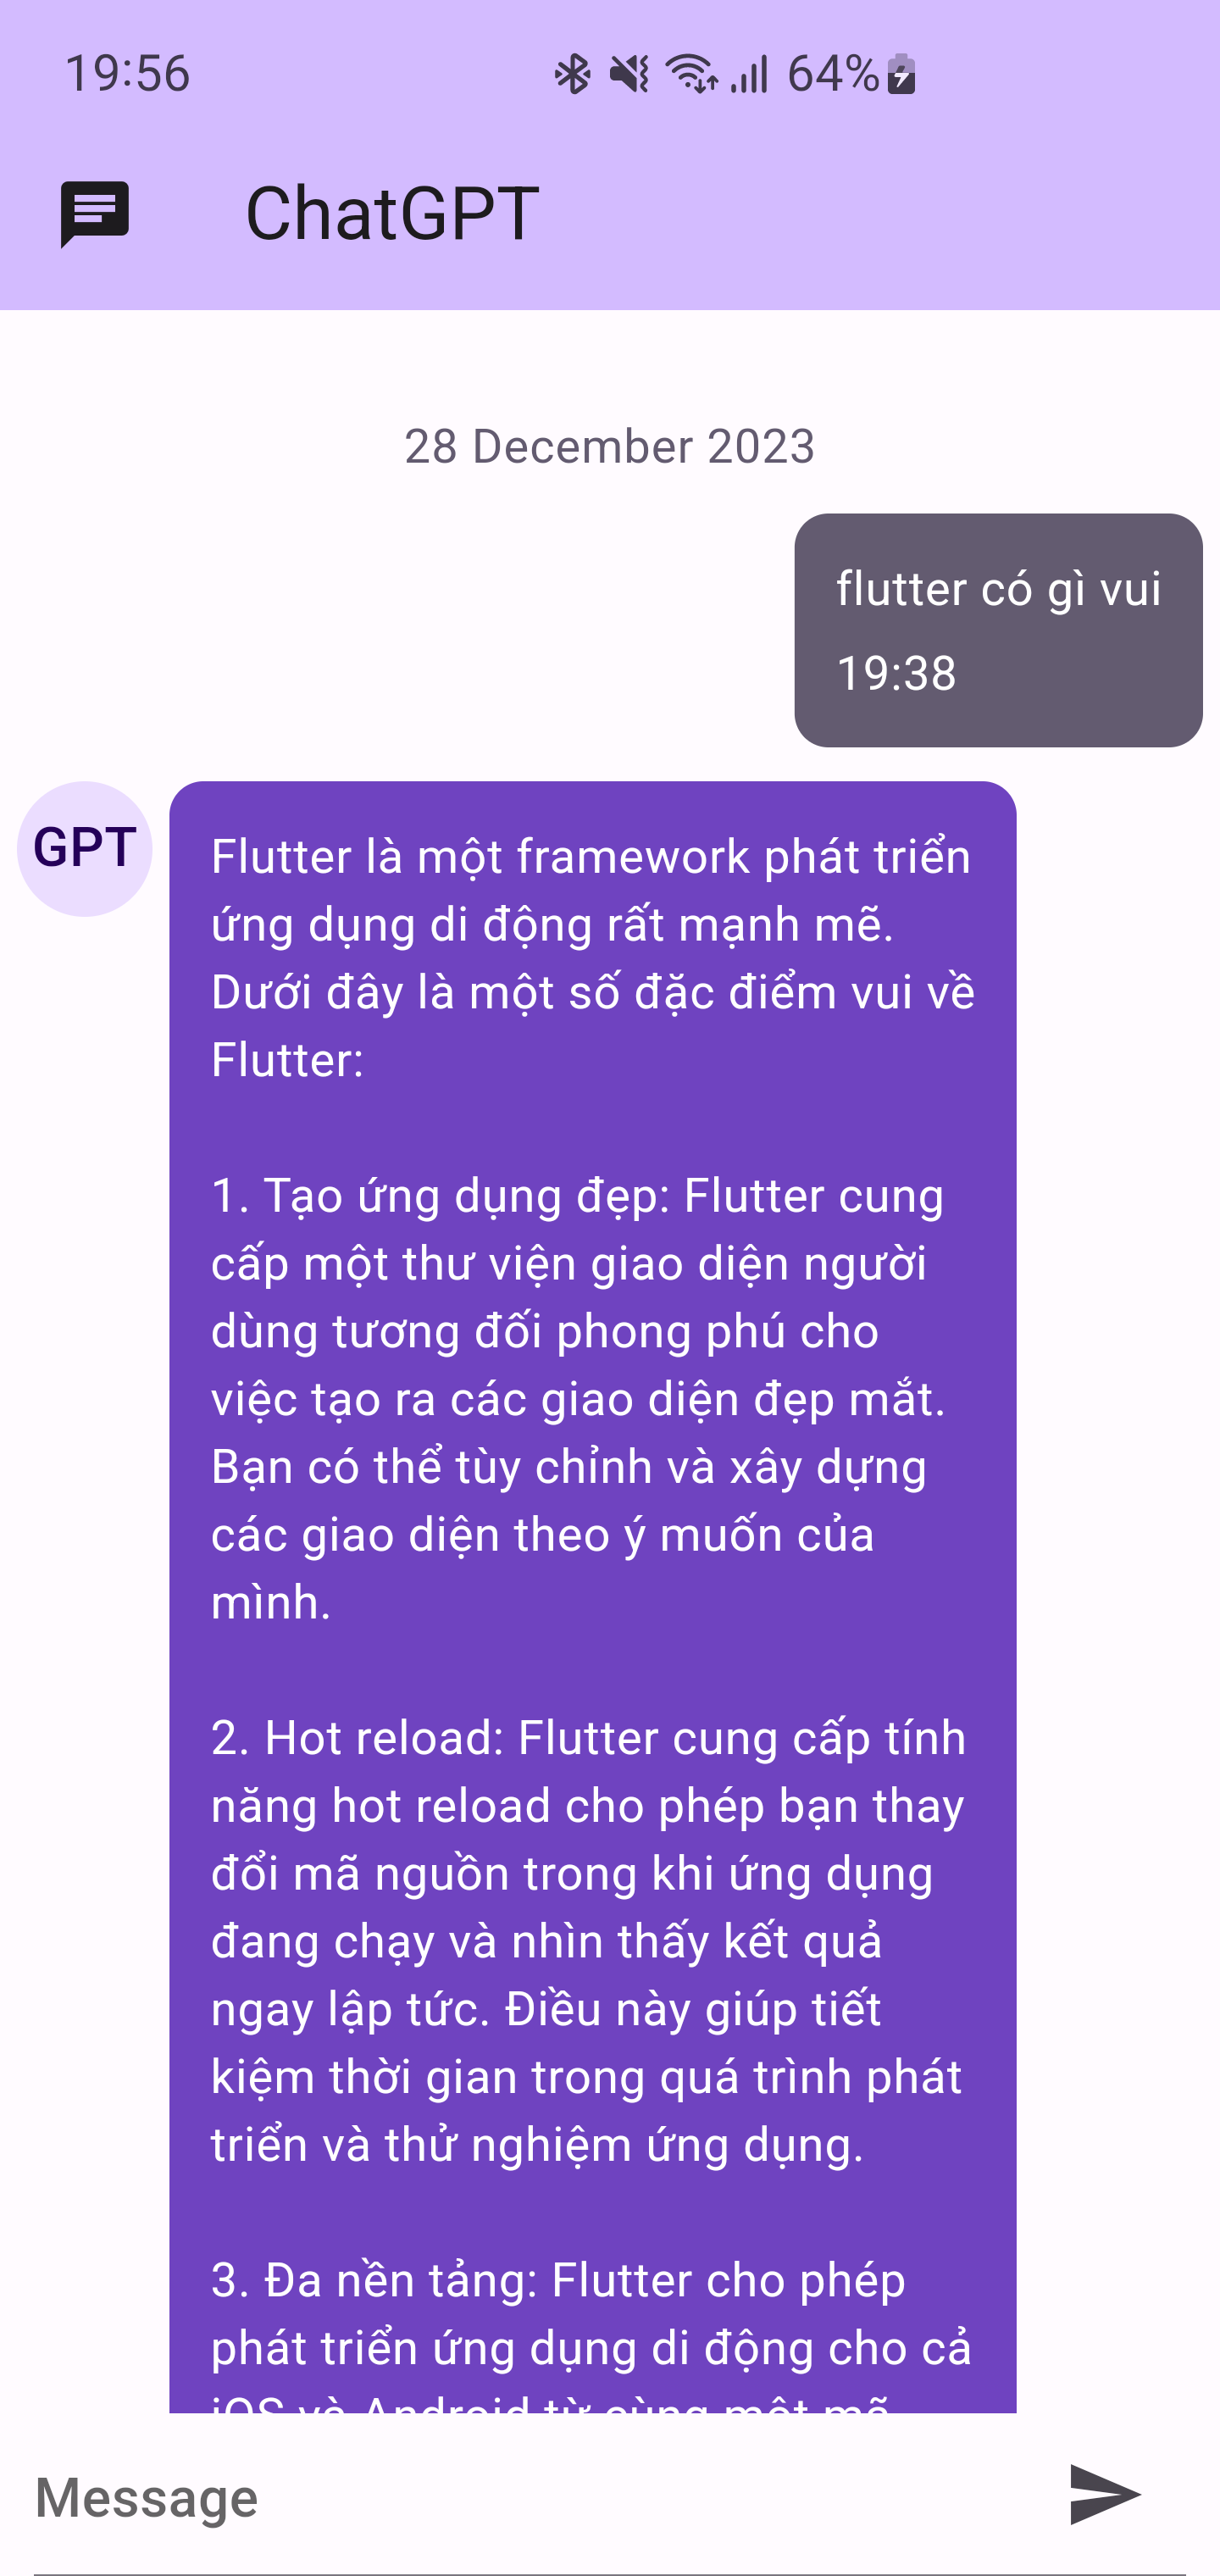 19:56
64%
ChatGPT
28 December 2023
flutter có gì vui
19:38
GPT
Flutter là một framework phát triển
ứng dụng di động rất mạnh mẽ.
Dưới đây là một số đặc điểm vui về
Flutter:
1. Tạo ứng dụng đẹp: Flutter cung
cấp một thư viện giao diện người
dùng tương đối phong phú cho
việc tạo ra các giao diện đẹp mắt.
Bạn có thể tùy chỉnh và xây dựng
các giao diện theo ý muốn của
mình.
2. Hot reload: Flutter cung cấp tính
năng hot reload cho phép bạn thay
đổi mã nguồn trong khi ứng dụng
đang chạy và nhìn thấy kết quả
ngay lập tức. Điều này giúp tiết
kiệm thời gian trong quá trình phát
triển và thử nghiệm ứng dụng.
3. Đa nền tảng: Flutter cho phép
phát triển ứng dụng di động cho cả
iOS và Android từ cùng một mã
Message